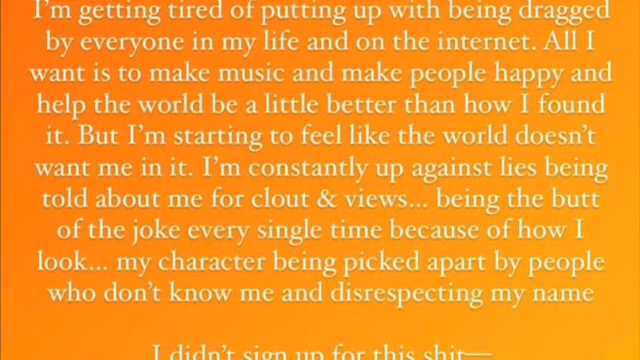 I'm getting tired of putting up with being dragged
by everyone in my life and on the internet. All I
want is to make music and make people happy and
help the world be a little better than how I found
it. But I'm starting to feel like the world doesn't
want me in it. I'm constantly up against lies being
told about me for clout & views... being the butt
of the joke every single time because of how I
look... my character being picked apart by people
who don't know me and disrespecting my name
I didn't sign up for this shit—